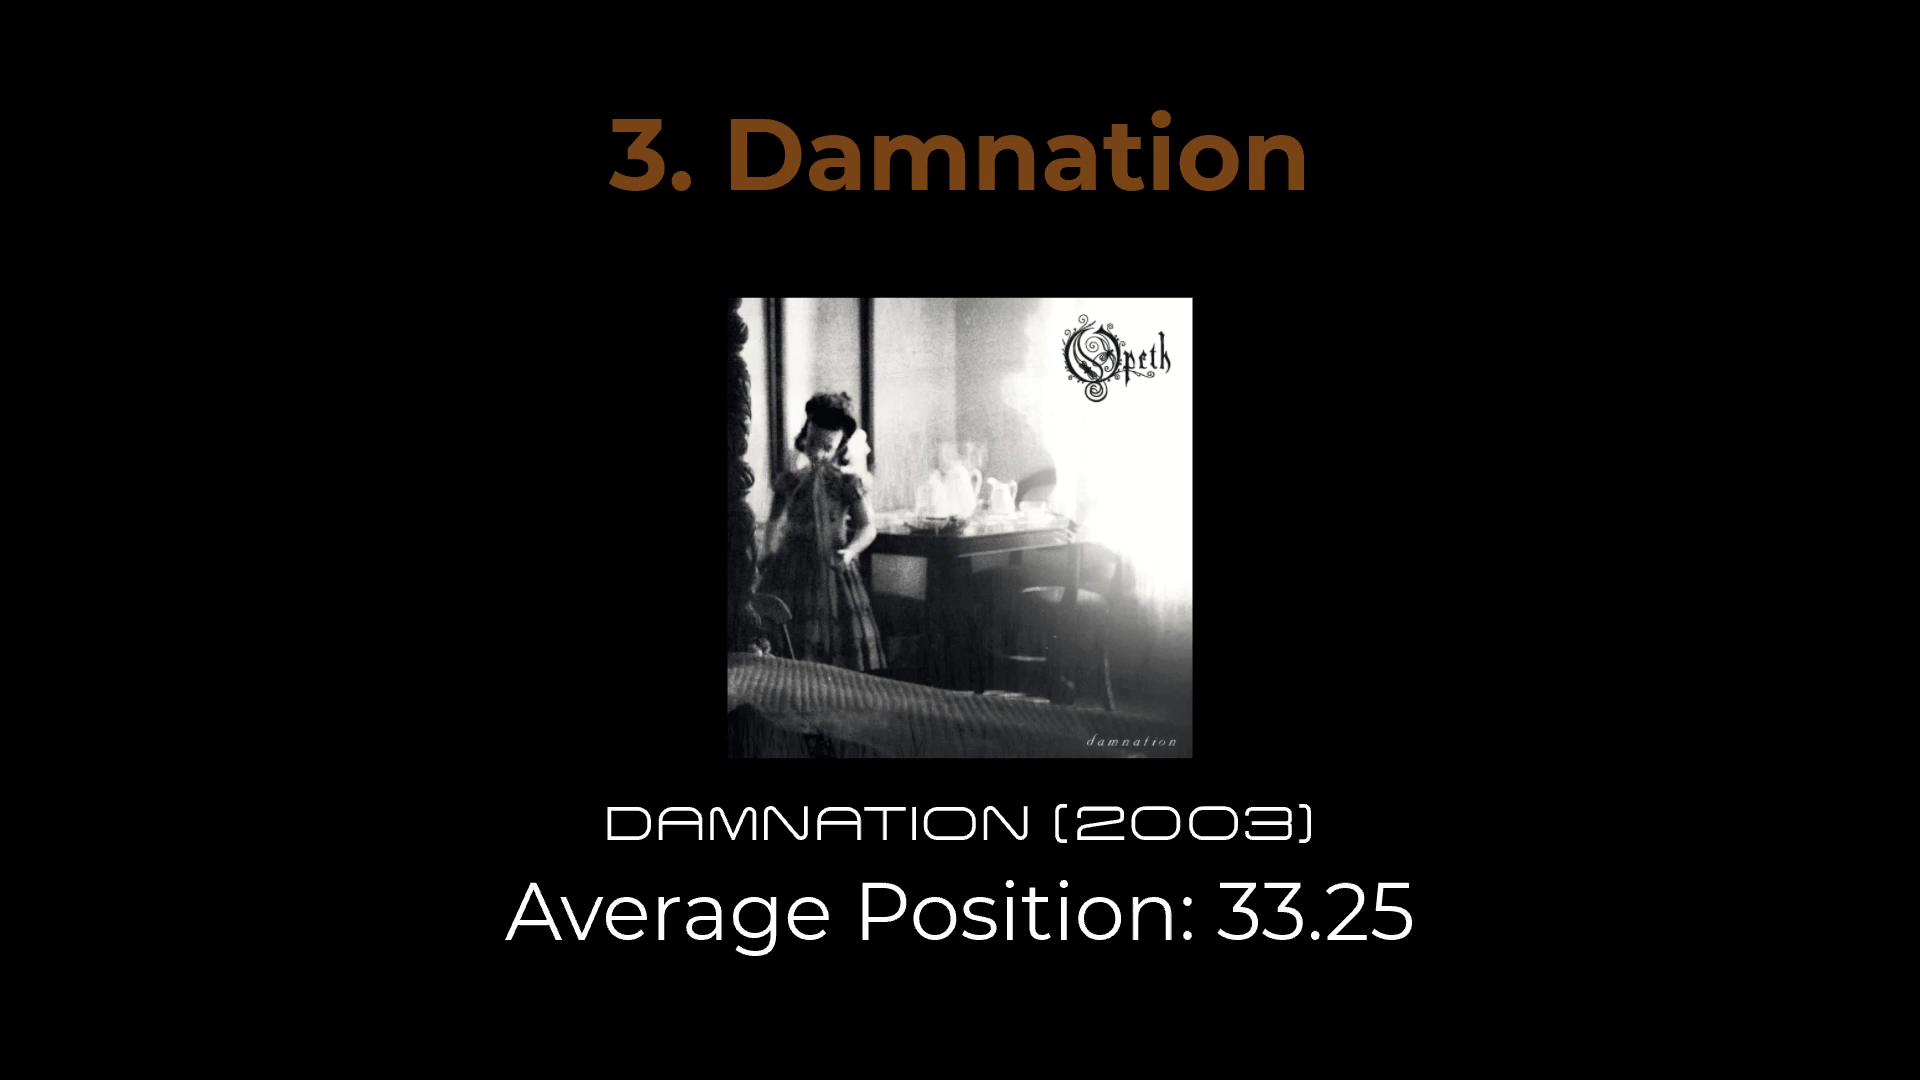 3. Damnation
Opeth
damnation
DAMNATION (2003)
Average Position: 33.25